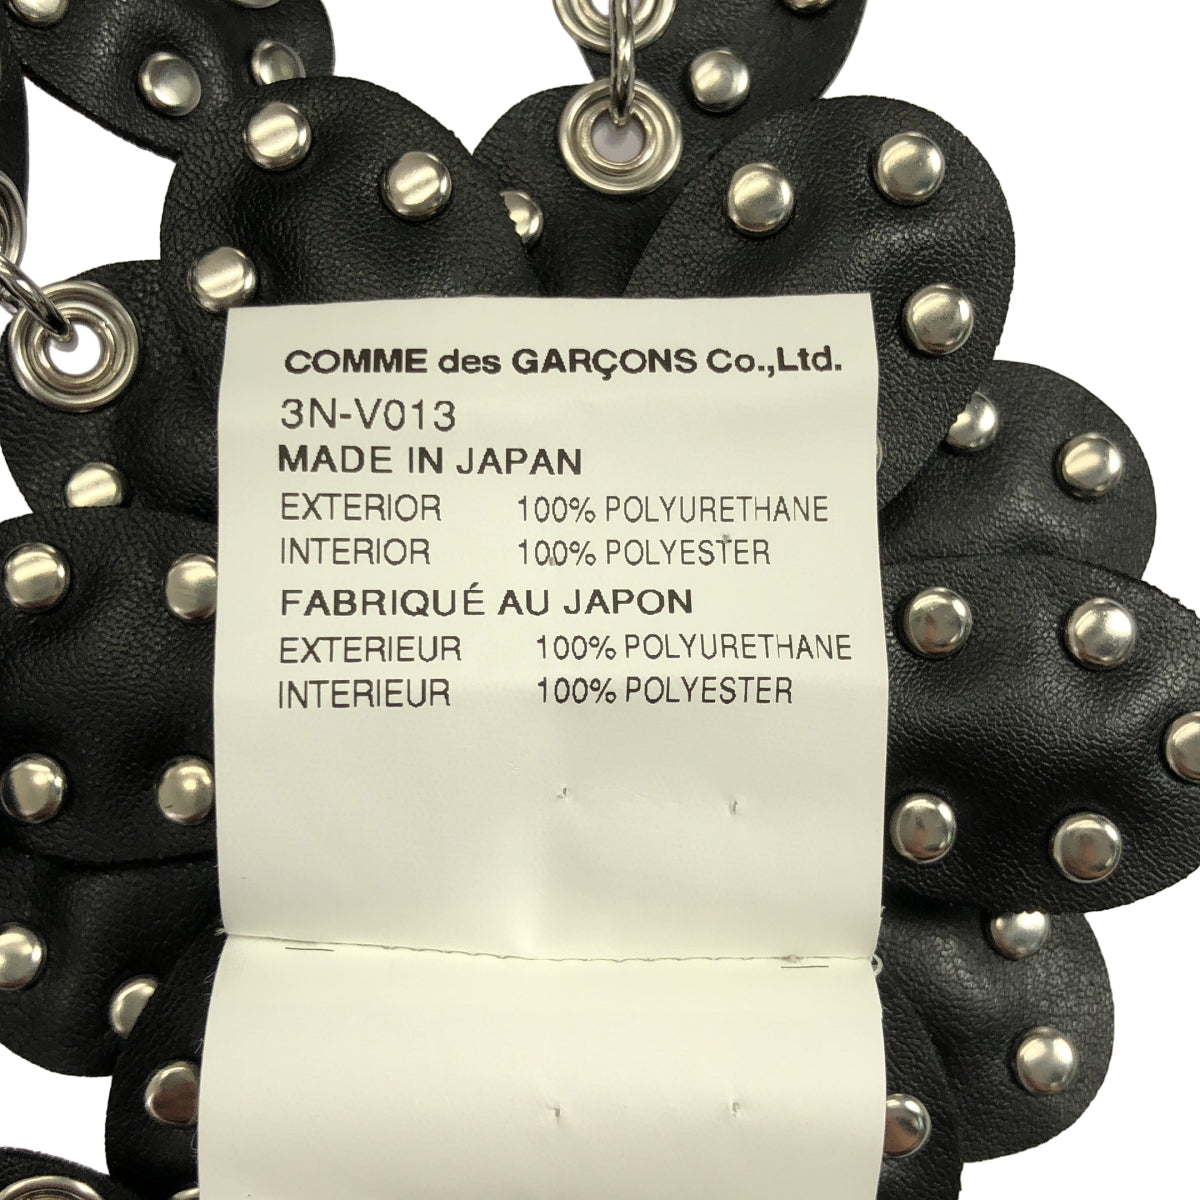 COMME des GARÇONS Co.,Ltd.
3N-V013
MADE IN JAPAN
EXTERIOR 100% POLYURETHANE
INTERIOR 100% POLYESTER
FABRIQUÉ AU JAPON
EXTERIEUR 100% POLYURETHANE
INTERIEUR 100% POLYESTER